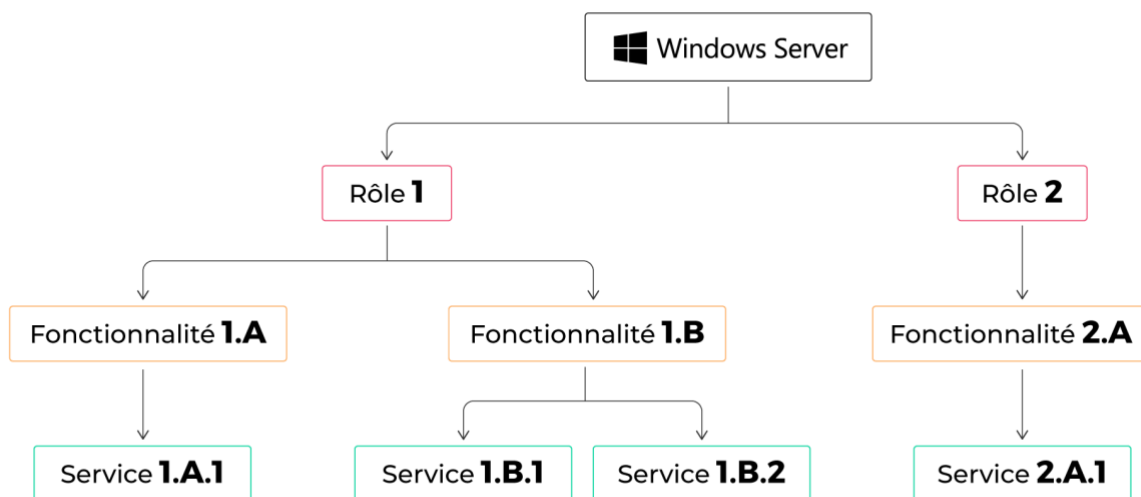 Windows Server
Rôle 1
Rôle 2
Fonctionnalité 1.A
Fonctionnalité 1.B
Fonctionnalité 2.A
Service 1.A.1
Service 1.B.1
Service 1.B.2
Service 2.A.1